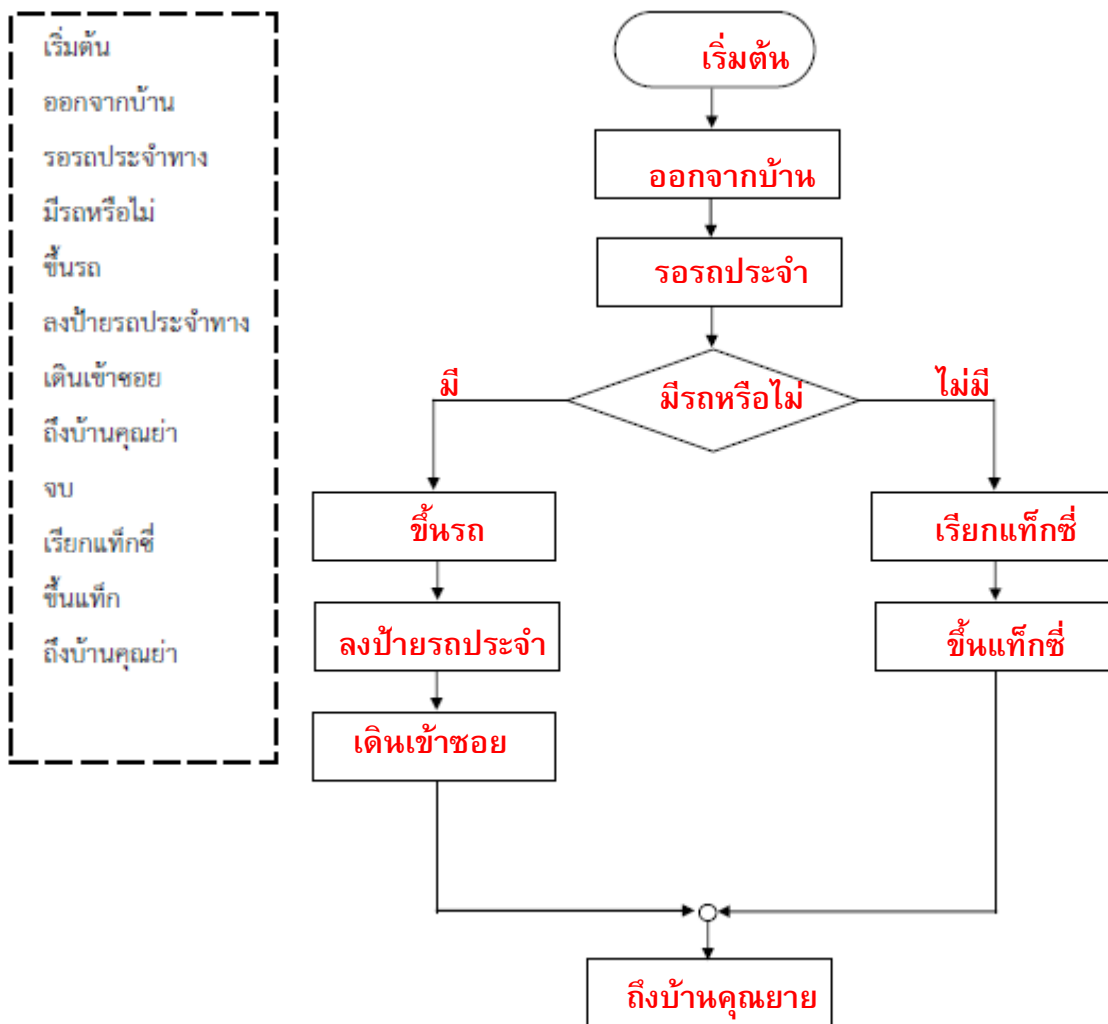 เริ่มต้น
ออกจากบ้าน
รอรถประจำทาง
มีรถหรือไม่
ขึ้นรถ
ลงป้ายรถประจำทาง
เดินเข้าซอย
ถึงบ้านคุณย่า
จบ
เรียกแท็กซี่
ขึ้นแท็ก
ถึงบ้านคุณย่า
เริ่มต้น
ออกจากบ้าน
รอรถประจำ
มี
มีรถหรือไม่
ไม่มี
ขึ้นรถ
เรียกแท็กซี่
ลงป้ายรถประจำ
ขึ้นแท็กซี่
เดินเข้าซอย
ถึงบ้านคุณยาย